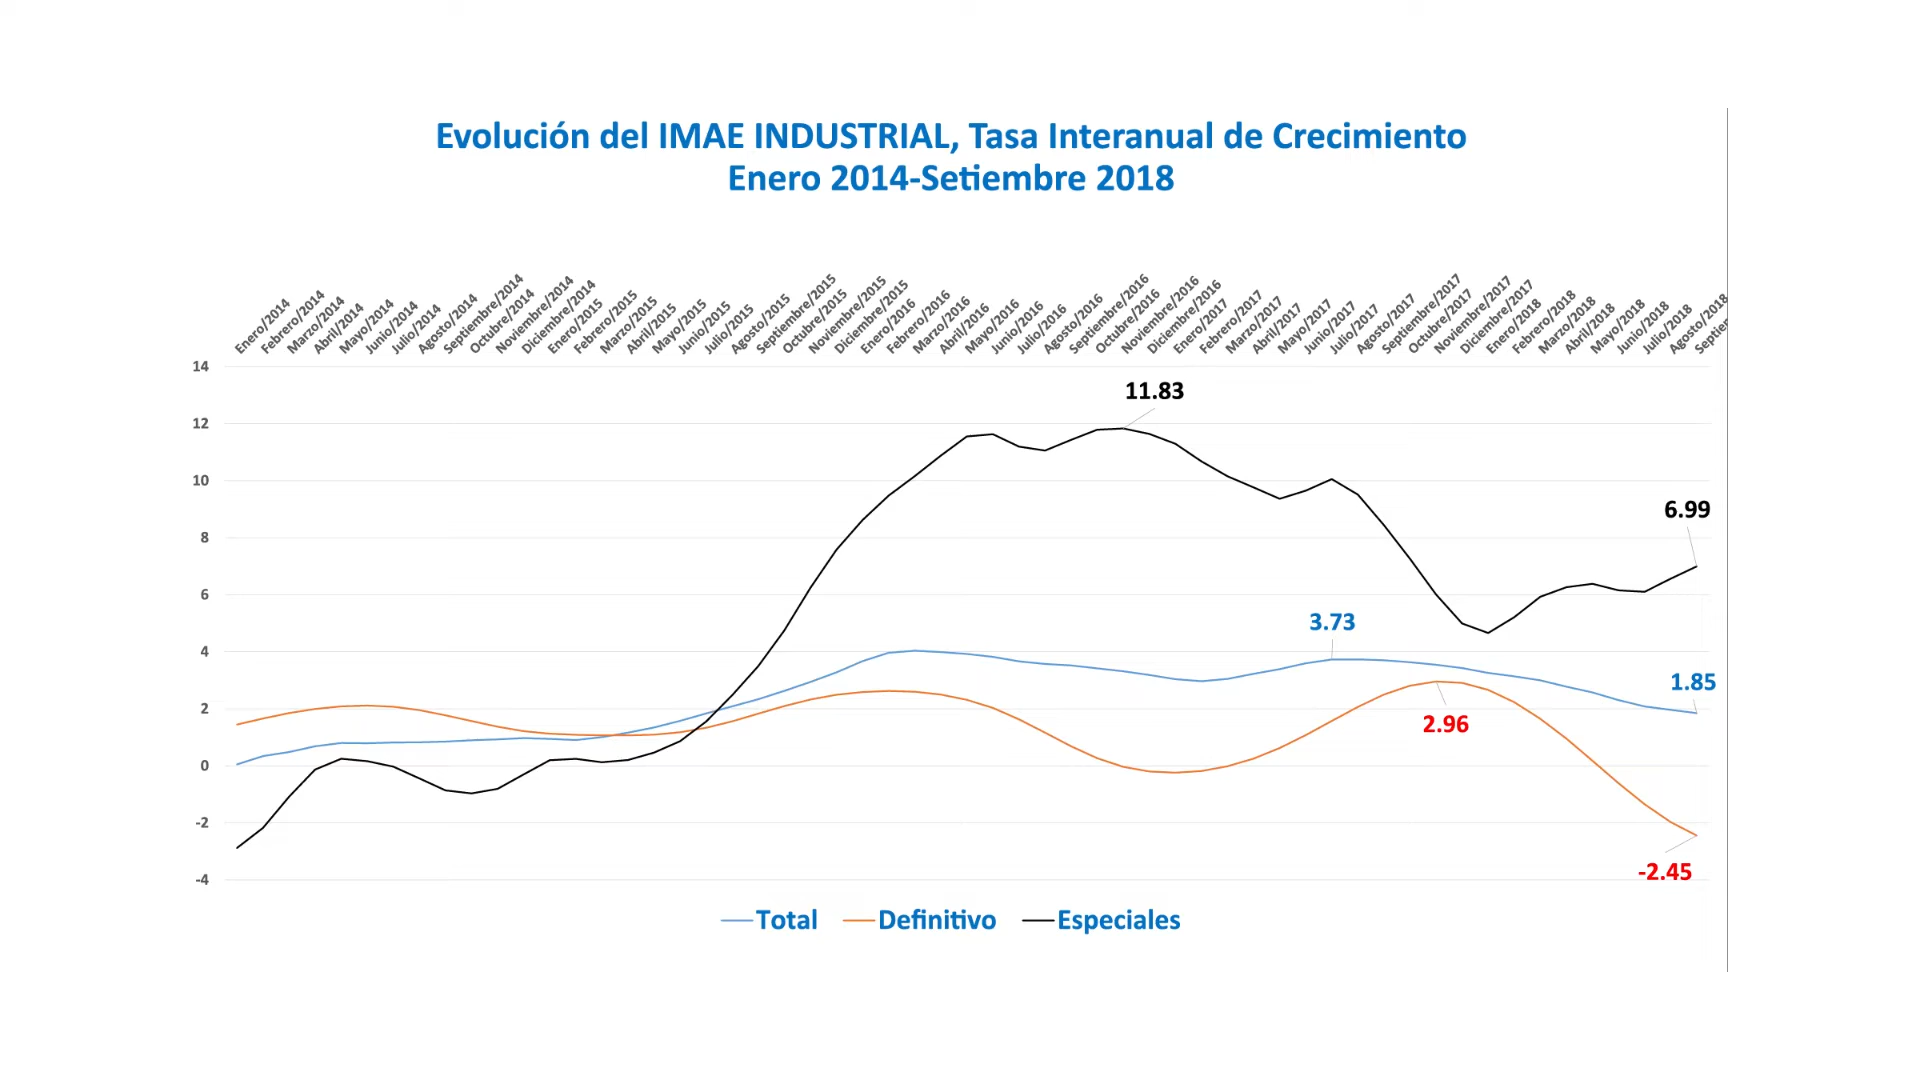 Evolución del IMAE INDUSTRIAL, Tasa Interanual de Crecimiento
Enero 2014-Setiembre 2018
Enero/2014
Febrero/2014
Marzo/2014
Abril/2014
Mayo/2014
Junio/2014
Julio/2014
Agosto/2014
Septiembre/2014
Octubre/2014
Noviembre/2014
Diciembre/2014
Enero/2015
Febrero/2015
Marzo/2015
Abril/2015
Mayo/2015
Junio/2015
Julio/2015
Agosto/2015
Septiembre/2015
Octubre/2015
Noviembre/2015
Diciembre/2015
Enero/2016
Febrero/2016
Marzo/2016
Abril/2016
Mayo/2016
Junio/2016
Julio/2016
Agosto/2016
Septiembre/2016
Octubre/2016
Noviembre/2016
Diciembre/2016
Enero/2017
Febrero/2017
Marzo/2017
Abril/2017
Mayo/2017
Junio/2017
Julio/2017
Agosto/2017
Septiembre/2017
Octubre/2017
Noviembre/2017
Diciembre/2017
Enero/2018
Febrero/2018
Marzo/2018
Abril/2018
Mayo/2018
Junio/2018
Julio/2018
Agosto/2018
Septien
14
12
10
8
6
4
2
0
-2
-4
11.83
6.99
3.73
1.85
2.96
-2.45
Total
Definitivo
Especiales